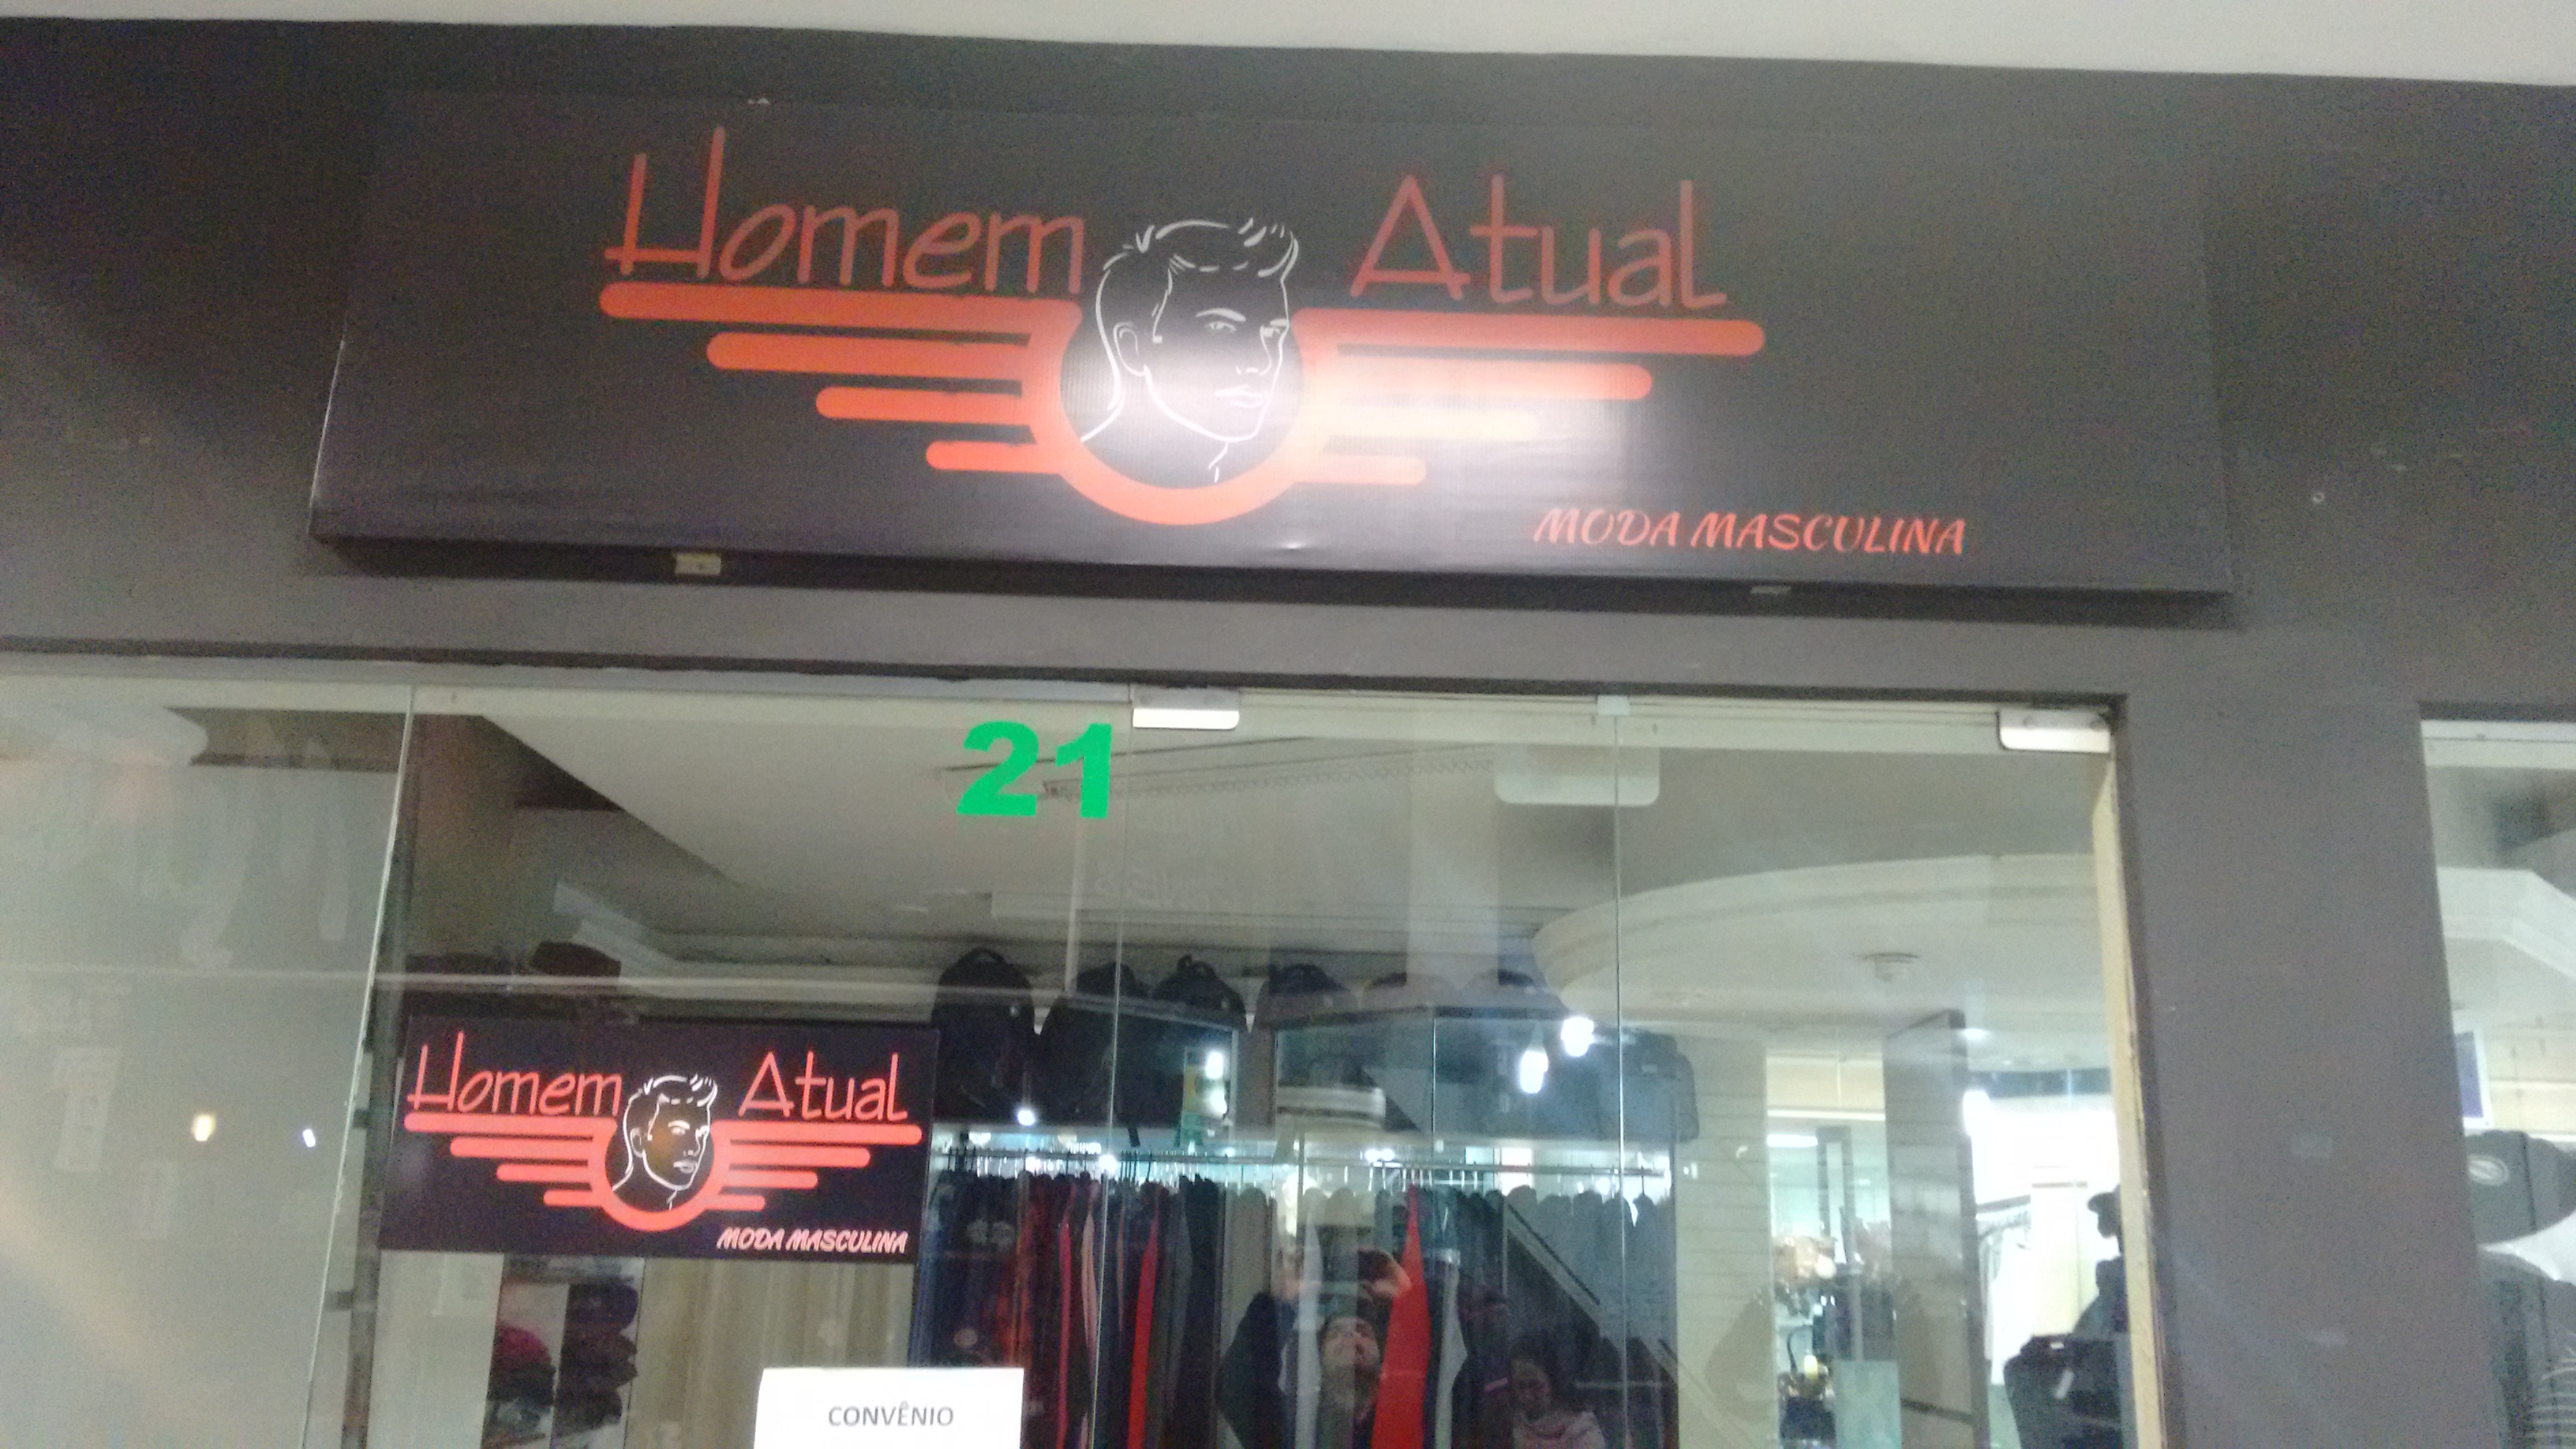 Homem Atual
MODA MASCULINA
21
Homem Atual
MODA MASCULINA
CONVÊNIO